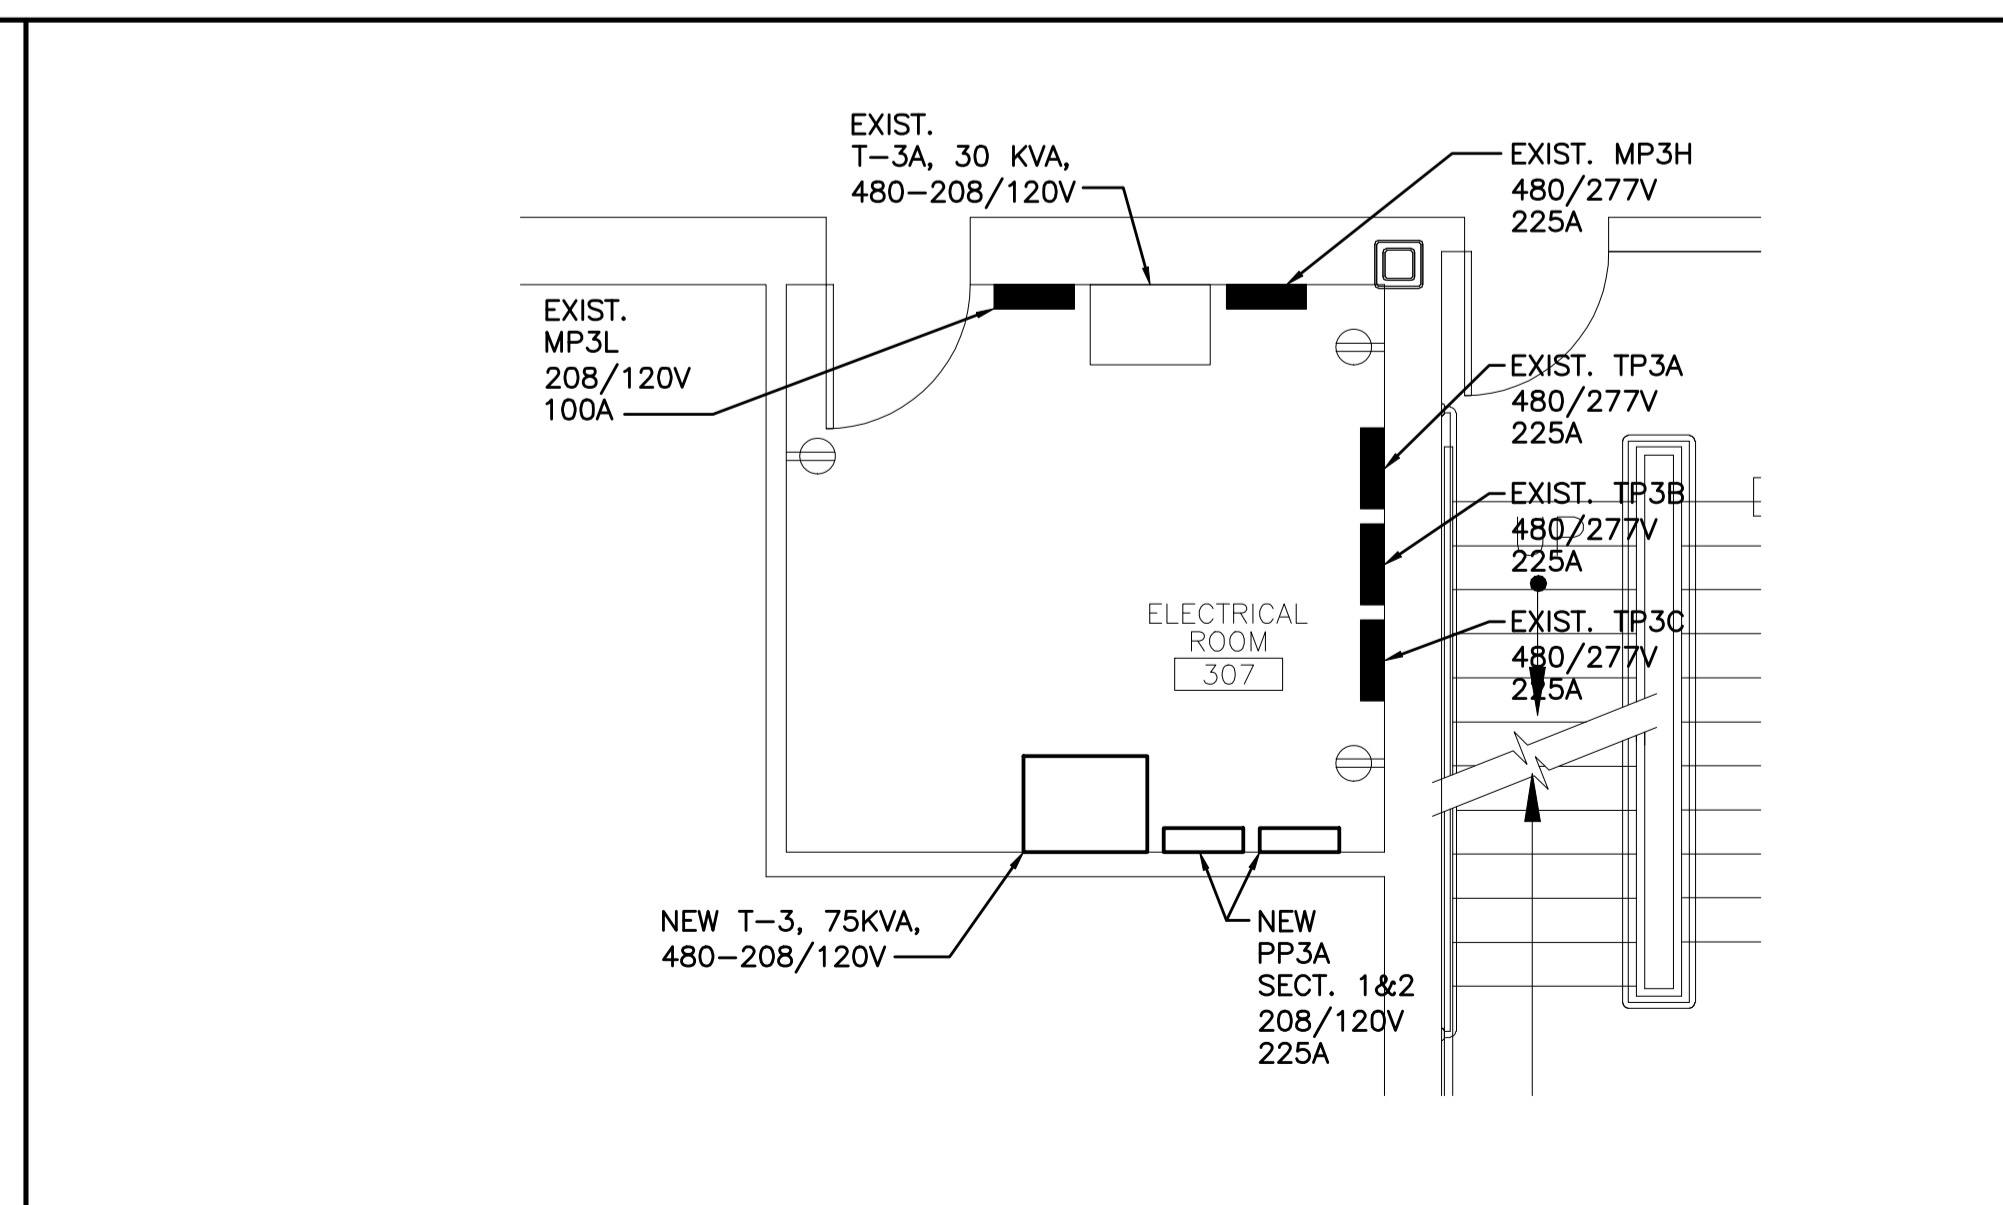 EXIST.
T-3A, 30 KVA,
480-208/120V
EXIST. MP3H
480/277V
225A
EXIST.
MP3L
208/120V
100A
EXIST. TP3A
480/277V
225A
EXIST. TP3B
480/277V
225A
UP
EXIST. TP3C
480/277V
225A
ELECTRICAL
ROOM
307
NEW T-3, 75KVA,
480-208/120V
NEW
PP3A
SECT. 1&2
208/120V
225A